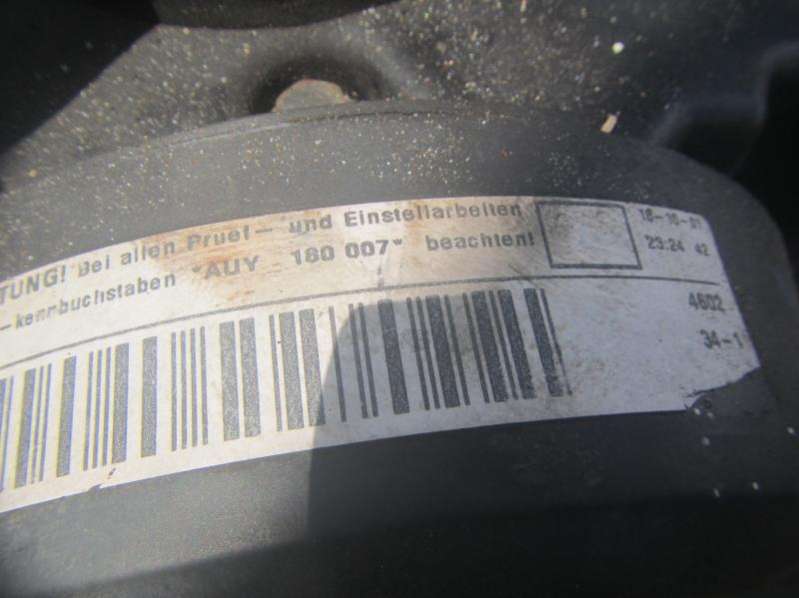 TUNG! Bei allen Pruef- und Einstellarbeiten
-kennbuchstaben *AUY 160 007* beachten!
18-10-01
23:24 42
4602
34-1